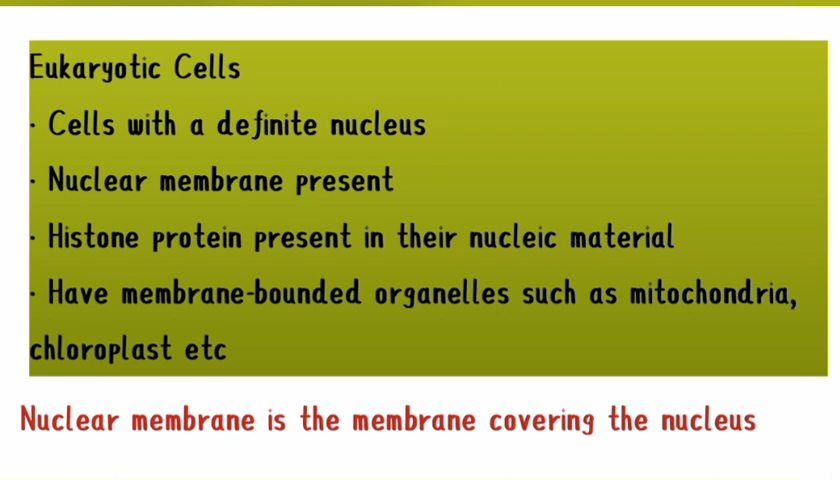 Eukaryotic Cells
· Cells with a definite nucleus
· Nuclear membrane present
· Histone protein present in their nucleic material
· Have membrane-bounded organelles such as mitochondria,
chloroplast etc
Nuclear membrane is the membrane covering the nucleus